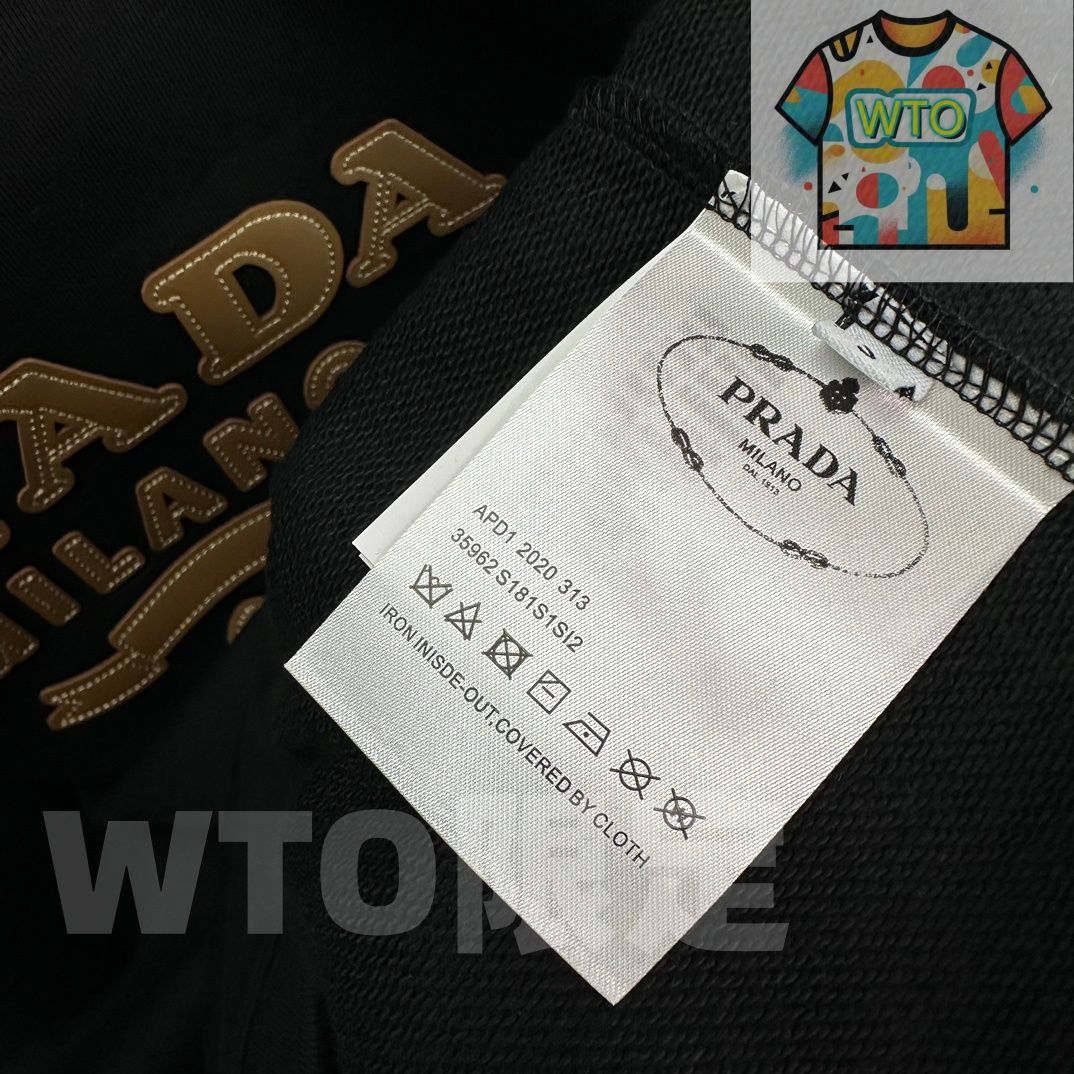 WTO
ADA
MILANO
PRADA
MILANO
DAL 1913
APD1 2020 313
35962 S181S1SI2
IRON INISDE-OUT,COVERED BY CLOTH
WTO